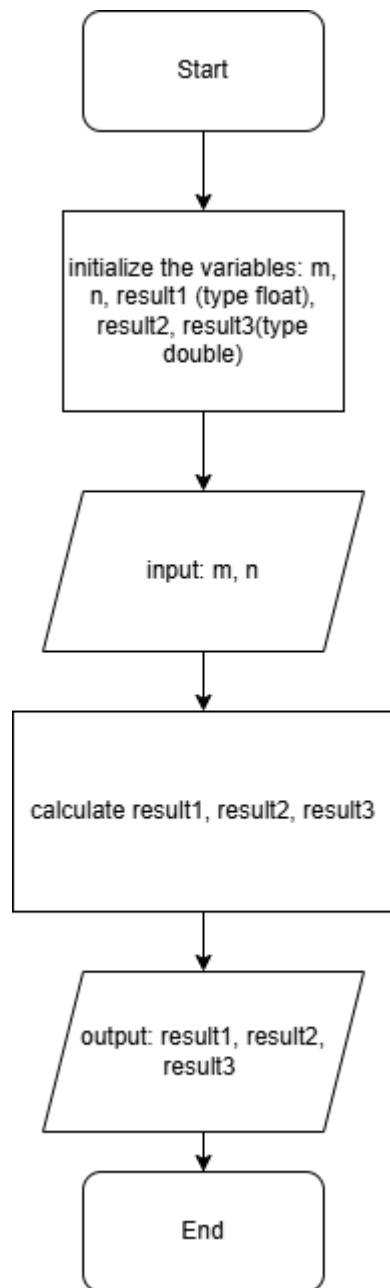 Start
initialize the variables: m,
n, result1 (type float),
result2, result3(type
double)
input: m, n
calculate result1, result2, result3
output: result1, result2,
result3
End